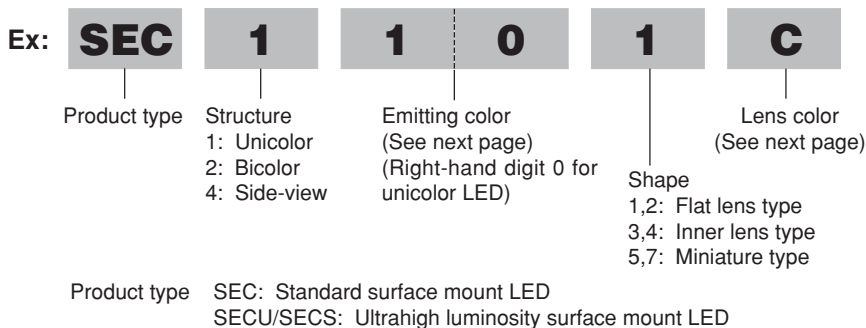 Ex: SEC 1 1 0 1 C
Product type
Structure
1: Unicolor
2: Bicolor
4: Side-view
Emitting color
(See next page)
(Right-hand digit 0 for
unicolor LED)
Shape
1,2: Flat lens type
3,4: Inner lens type
5,7: Miniature type
Lens color
(See next page)
Product type SEC: Standard surface mount LED
SECU/SECS: Ultrahigh luminosity surface mount LED